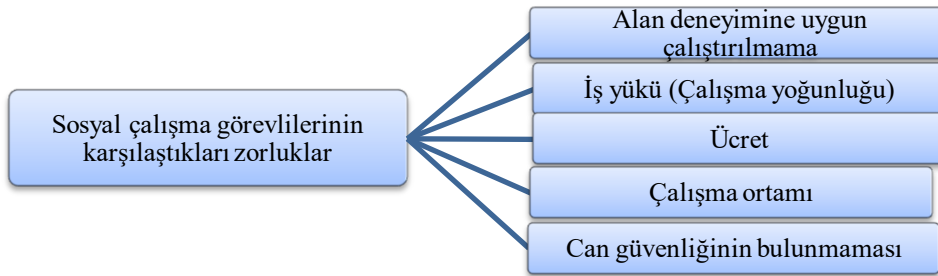 Sosyal çalışma görevlilerinin
karşılaştıkları zorluklar
Alan deneyimine uygun
çalıştırılmama
İş yükü (Çalışma yoğunluğu)
Ücret
Çalışma ortamı
Can güvenliğinin bulunmaması